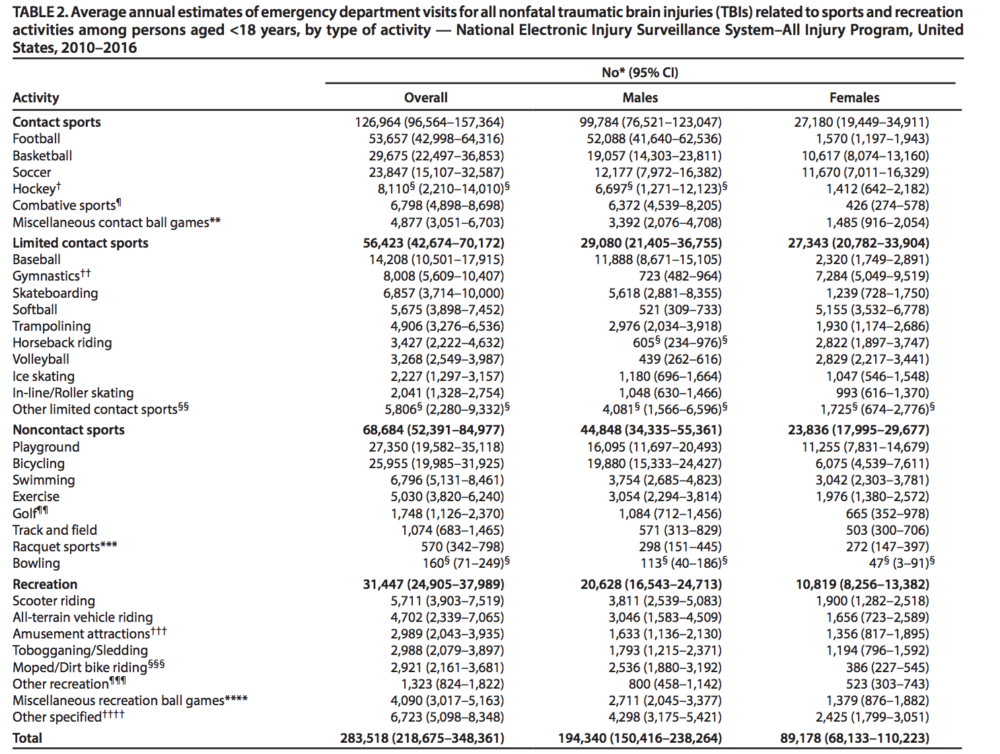 TABLE 2. Average annual estimates of emergency department visits for all nonfatal traumatic brain injuries (TBIs) related to sports and recreation
activities among persons aged <18 years, by type of activity — National Electronic Injury Surveillance System–All Injury Program, United
States, 2010–2016
No* (95% CI)
Activity Overall Males Females
Contact sports 126,964 (96,564–157,364) 99,784 (76,521–123,047) 27,180 (19,449–34,911)
Football 53,657 (42,998–64,316) 52,088 (41,640–62,536) 1,570 (1,197–1,943)
Basketball 29,675 (22,497–36,853) 19,057 (14,303–23,811) 10,617 (8,074–13,160)
Soccer 23,847 (15,107–32,587) 12,177 (7,972–16,382) 11,670 (7,011–16,329)
Hockey† 8,110§ (2,210–14,010)§ 6,697§ (1,271–12,123)§ 1,412 (642–2,182)
Combative sports¶ 6,798 (4,898–8,698) 6,372 (4,539–8,205) 426 (274–578)
Miscellaneous contact ball games** 4,877 (3,051–6,703) 3,392 (2,076–4,708) 1,485 (916–2,054)
Limited contact sports 56,423 (42,674–70,172) 29,080 (21,405–36,755) 27,343 (20,782–33,904)
Baseball 14,208 (10,501–17,915) 11,888 (8,671–15,105) 2,320 (1,749–2,891)
Gymnastics†† 8,008 (5,609–10,407) 723 (482–964) 7,284 (5,049–9,519)
Skateboarding 6,857 (3,714–10,000) 5,618 (2,881–8,355) 1,239 (728–1,750)
Softball 5,675 (3,898–7,452) 521 (309–733) 5,155 (3,532–6,778)
Trampolining 4,906 (3,276–6,536) 2,976 (2,034–3,918) 1,930 (1,174–2,686)
Horseback riding 3,427 (2,222–4,632) 605§ (234–976)§ 2,822 (1,897–3,747)
Volleyball 3,268 (2,549–3,987) 439 (262–616) 2,829 (2,217–3,441)
Ice skating 2,227 (1,297–3,157) 1,180 (696–1,664) 1,047 (546–1,548)
In-line/Roller skating 2,041 (1,328–2,754) 1,048 (630–1,466) 993 (616–1,370)
Other limited contact sports§§ 5,806§ (2,280–9,332)§ 4,081§ (1,566–6,596)§ 1,725§ (674–2,776)§
Noncontact sports 68,684 (52,391–84,977) 44,848 (34,335–55,361) 23,836 (17,995–29,677)
Playground 27,350 (19,582–35,118) 16,095 (11,697–20,493) 11,255 (7,831–14,679)
Bicycling 25,955 (19,985–31,925) 19,880 (15,333–24,427) 6,075 (4,539–7,611)
Swimming 6,796 (5,131–8,461) 3,754 (2,685–4,823) 3,042 (2,303–3,781)
Exercise 5,030 (3,820–6,240) 3,054 (2,294–3,814) 1,976 (1,380–2,572)
Golf¶¶ 1,748 (1,126–2,370) 1,084 (712–1,456) 665 (352–978)
Track and field 1,074 (683–1,465) 571 (313–829) 503 (300–706)
Racquet sports*** 570 (342–798) 298 (151–445) 272 (147–397)
Bowling 160§ (71–249)§ 113§ (40–186)§ 47§ (3–91)§
Recreation 31,447 (24,905–37,989) 20,628 (16,543–24,713) 10,819 (8,256–13,382)
Scooter riding 5,711 (3,903–7,519) 3,811 (2,539–5,083) 1,900 (1,282–2,518)
All-terrain vehicle riding 4,702 (2,339–7,065) 3,046 (1,583–4,509) 1,656 (723–2,589)
Amusement attractions††† 2,989 (2,043–3,935) 1,633 (1,136–2,130) 1,356 (817–1,895)
Tobogganing/Sledding 2,988 (2,079–3,897) 1,793 (1,215–2,371) 1,194 (796–1,592)
Moped/Dirt bike riding§§§ 2,921 (2,161–3,681) 2,536 (1,880–3,192) 386 (227–545)
Other recreation¶¶¶ 1,323 (824–1,822) 800 (458–1,142) 523 (303–743)
Miscellaneous recreation ball games**** 4,090 (3,017–5,163) 2,711 (2,045–3,377) 1,379 (876–1,882)
Other specified†††† 6,723 (5,098–8,348) 4,298 (3,175–5,421) 2,425 (1,799–3,051)
Total 283,518 (218,675–348,361) 194,340 (150,416–238,264) 89,178 (68,133–110,223)